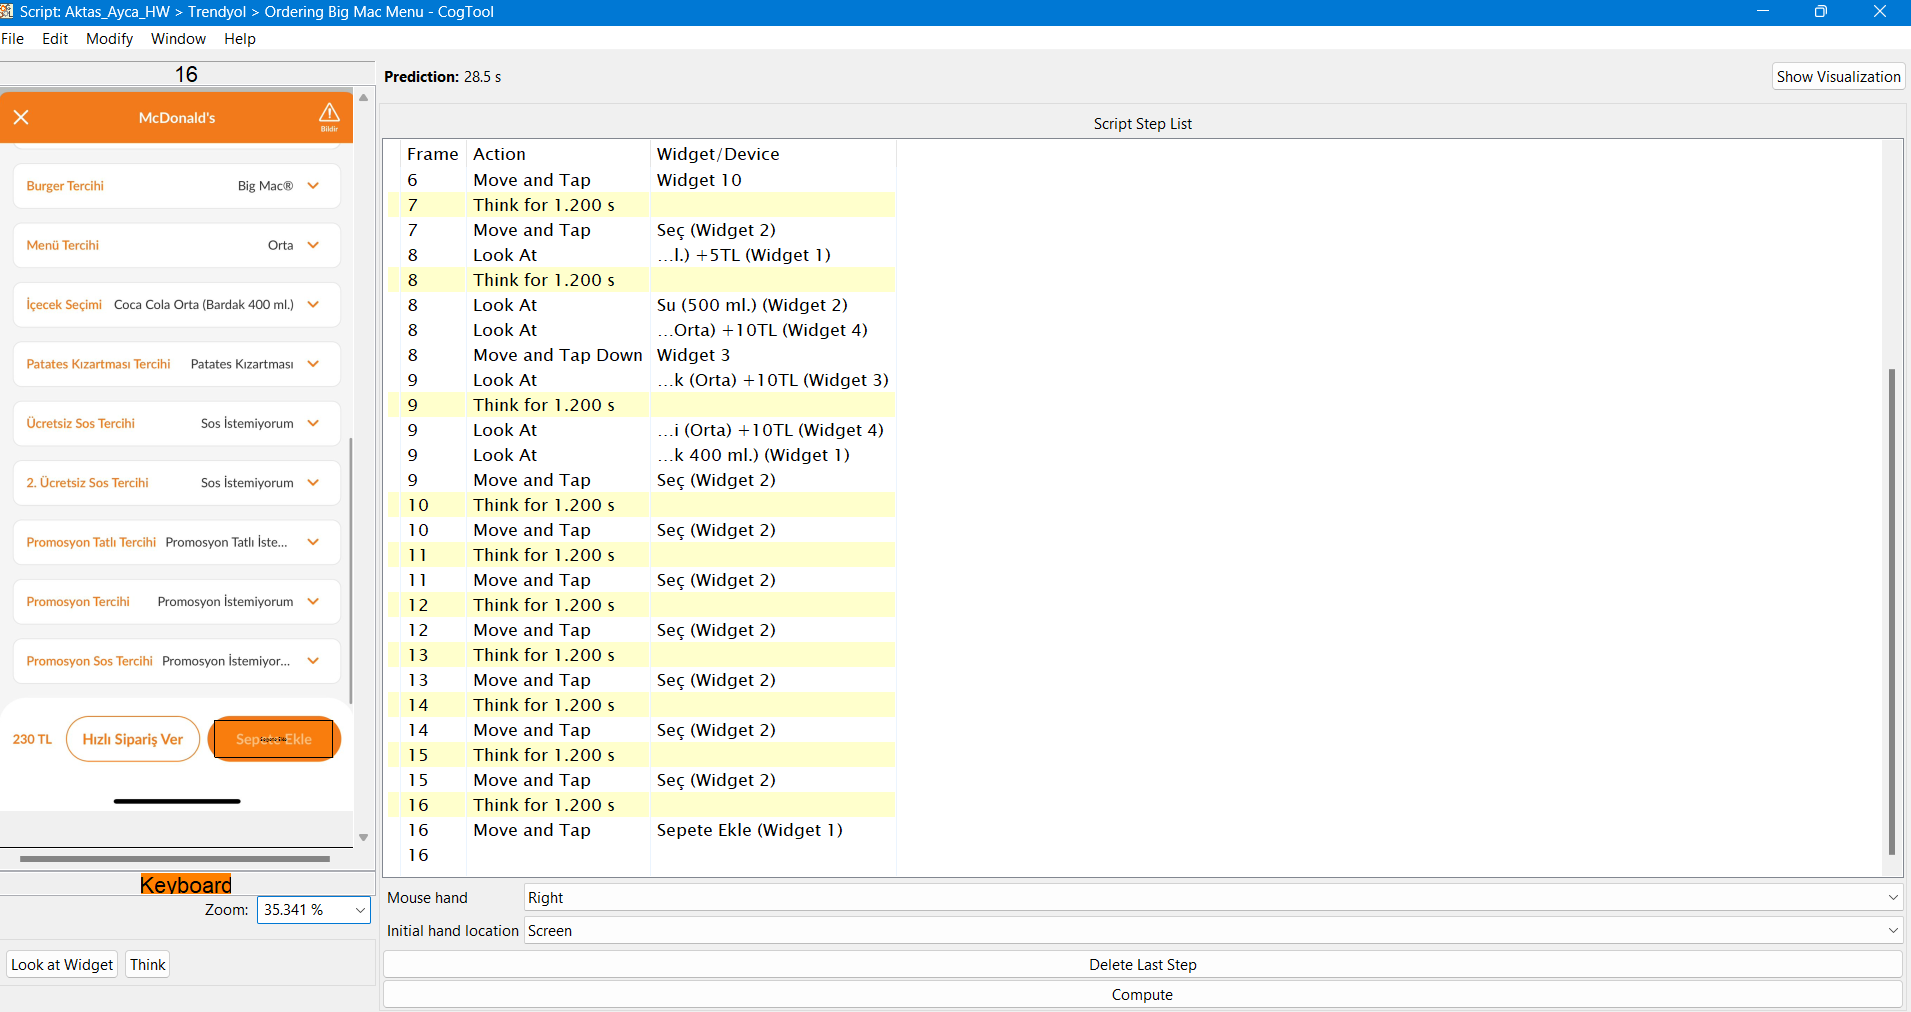 Script: Aktas_Ayca_HW > Trendyol > Ordering Big Mac Menu - CogTool
File Edit Modify Window Help
16
McDonald's
Bildir
Burger Tercihi Big Mac®
Menü Tercihi Orta
İçecek Seçimi Coca Cola Orta (Bardak 400 ml.)
Patates Kızartması Tercihi Patates Kızartması
Ücretsiz Sos Tercihi Sos İstemiyorum
2. Ücretsiz Sos Tercihi Sos İstemiyorum
Promosyon Tatlı Tercihi Promosyon Tatlı İste...
Promosyon Tercihi Promosyon İstemiyorum
Promosyon Sos Tercihi Promosyon İstemiyor...
230 TL Hızlı Sipariş Ver Sepete Ekle
Keyboard
Zoom: 35.341 %
Look at Widget Think
Prediction: 28.5 s
Show Visualization
Script Step List
Frame Action Widget/Device
6 Move and Tap Widget 10
7 Think for 1.200 s
7 Move and Tap Seç (Widget 2)
8 Look At ...l.) +5TL (Widget 1)
8 Think for 1.200 s
8 Look At Su (500 ml.) (Widget 2)
8 Look At ...Orta) +10TL (Widget 4)
8 Move and Tap Down Widget 3
9 Look At ...k (Orta) +10TL (Widget 3)
9 Think for 1.200 s
9 Look At ...i (Orta) +10TL (Widget 4)
9 Look At ...k 400 ml.) (Widget 1)
9 Move and Tap Seç (Widget 2)
10 Think for 1.200 s
10 Move and Tap Seç (Widget 2)
11 Think for 1.200 s
11 Move and Tap Seç (Widget 2)
12 Think for 1.200 s
12 Move and Tap Seç (Widget 2)
13 Think for 1.200 s
13 Move and Tap Seç (Widget 2)
14 Think for 1.200 s
14 Move and Tap Seç (Widget 2)
15 Think for 1.200 s
15 Move and Tap Seç (Widget 2)
16 Think for 1.200 s
16 Move and Tap Sepete Ekle (Widget 1)
16
Mouse hand Right
Initial hand location Screen
Delete Last Step
Compute